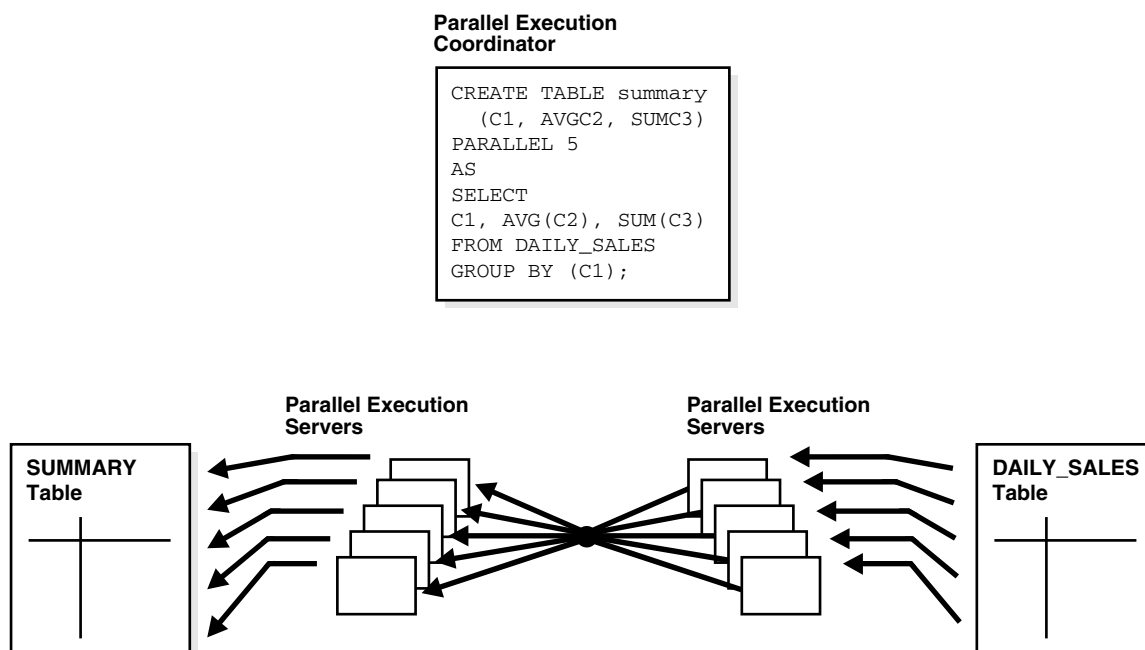 Parallel Execution
Coordinator
CREATE TABLE summary
(C1, AVGC2, SUMC3)
PARALLEL 5
AS
SELECT
C1, AVG(C2), SUM(C3)
FROM DAILY_SALES
GROUP BY (C1);
Parallel Execution
Servers
Parallel Execution
Servers
SUMMARY
Table
DAILY_SALES
Table